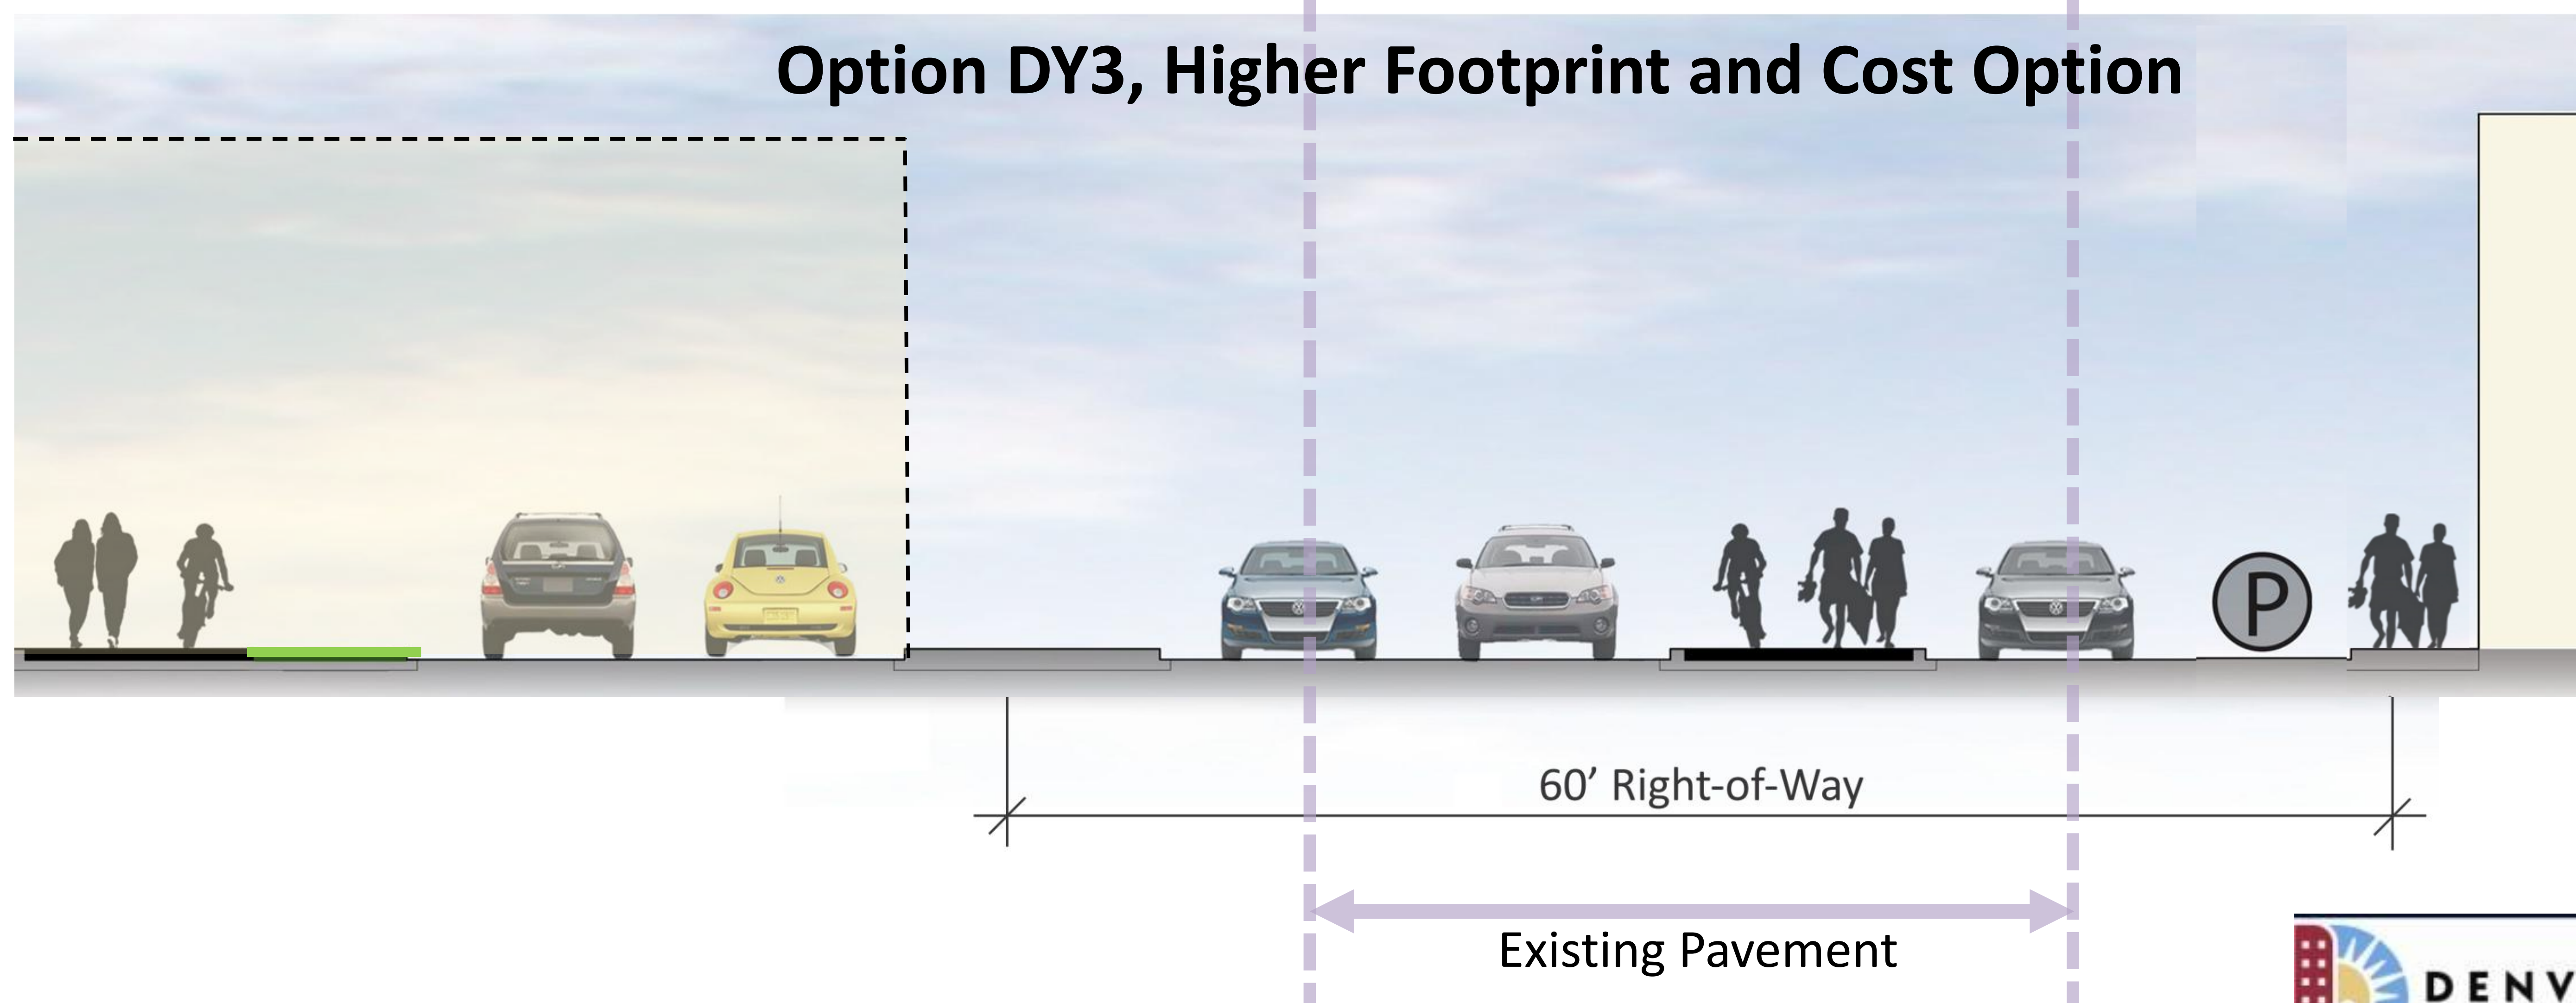 Option DY3, Higher Footprint and Cost Option
P
60’ Right-of-Way
Existing Pavement
DENV